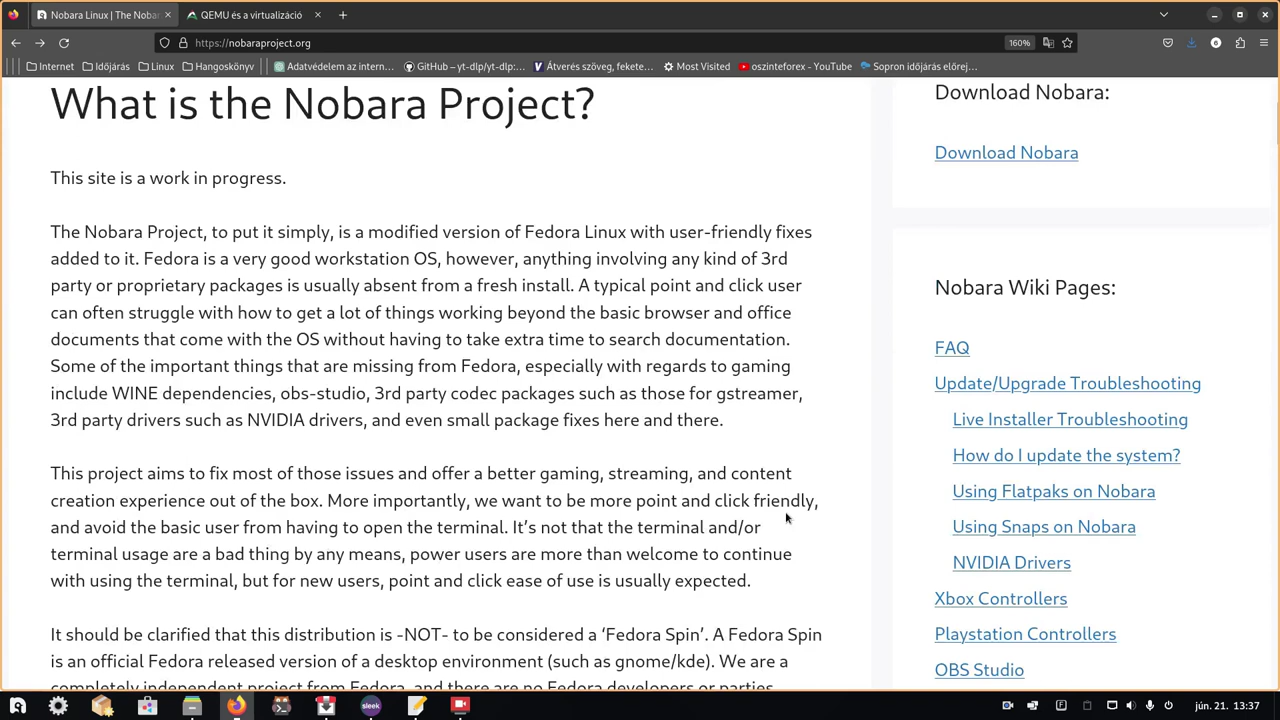 Nobara Linux | The Noba
QEMU és a virtualizáció
https://nobaraproject.org
160%
Internet
Időjárás
Linux
Hangoskönyv
Adatvédelem az intern…
GitHub – yt-dlp/yt-dlp:…
Átverés szöveg, fekete…
Most Visited
oszinteforex - YouTube
Sopron időjárás előrej…
What is the Nobara Project?
This site is a work in progress.
The Nobara Project, to put it simply, is a modified version of Fedora Linux with user-friendly fixes
added to it. Fedora is a very good workstation OS, however, anything involving any kind of 3rd
party or proprietary packages is usually absent from a fresh install. A typical point and click user
can often struggle with how to get a lot of things working beyond the basic browser and office
documents that come with the OS without having to take extra time to search documentation.
Some of the important things that are missing from Fedora, especially with regards to gaming
include WINE dependencies, obs-studio, 3rd party codec packages such as those for gstreamer,
3rd party drivers such as NVIDIA drivers, and even small package fixes here and there.
This project aims to fix most of those issues and offer a better gaming, streaming, and content
creation experience out of the box. More importantly, we want to be more point and click friendly,
and avoid the basic user from having to open the terminal. It’s not that the terminal and/or
terminal usage are a bad thing by any means, power users are more than welcome to continue
with using the terminal, but for new users, point and click ease of use is usually expected.
It should be clarified that this distribution is -NOT- to be considered a ‘Fedora Spin’. A Fedora Spin
is an official Fedora released version of a desktop environment (such as gnome/kde). We are a
completely independent project from Fedora, and there are no Fedora developers or parties
Download Nobara:
Download Nobara
Nobara Wiki Pages:
FAQ
Update/Upgrade Troubleshooting
Live Installer Troubleshooting
How do I update the system?
Using Flatpaks on Nobara
Using Snaps on Nobara
NVIDIA Drivers
Xbox Controllers
Playstation Controllers
OBS Studio
sleek
jún. 21. 13:37